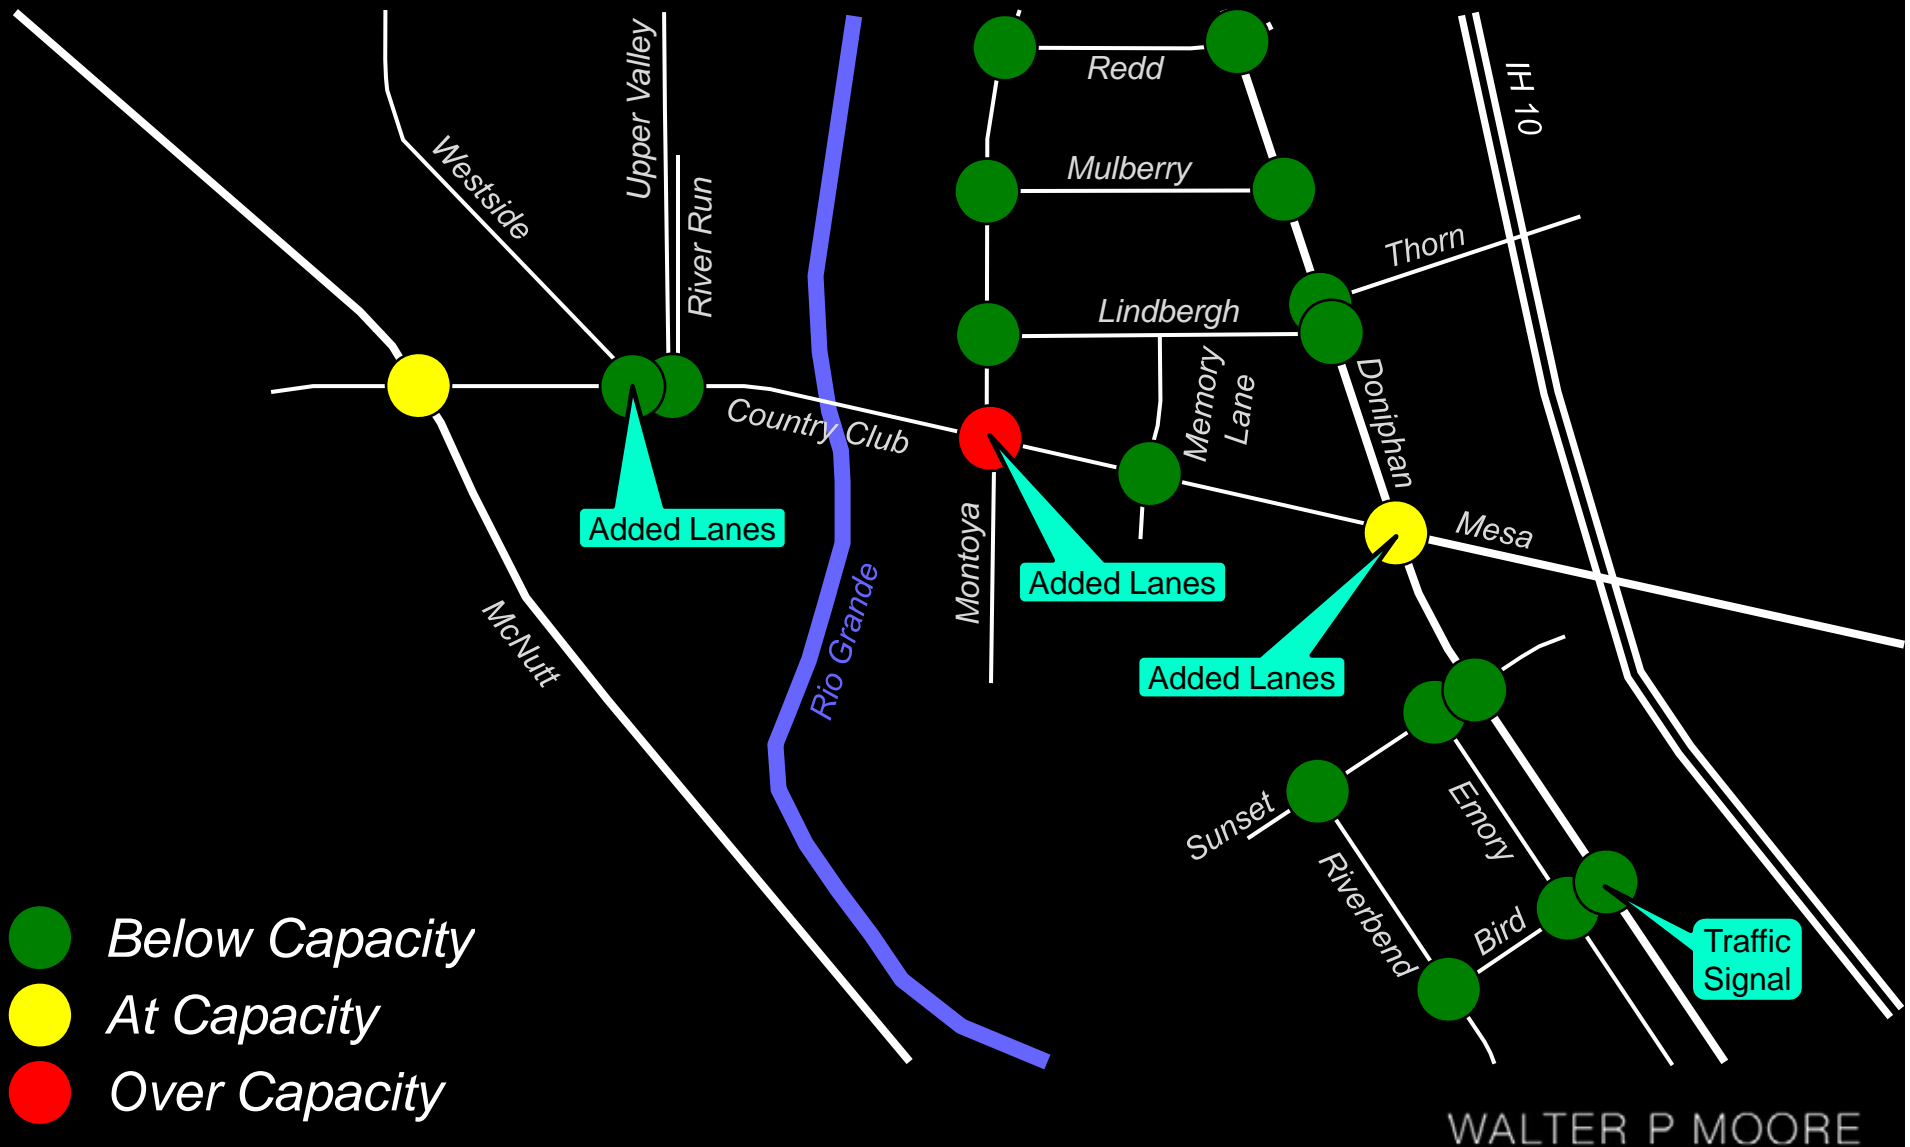 Redd
IH 10
Upper Valley
Westside
Mulberry
River Run
Thorn
Lindbergh
Memory
Lane
Doniphan
Country Club
Added Lanes
Montoya
Mesa
Added Lanes
Rio Grande
McNutt
Added Lanes
Sunset
Emory
Riverbend
Bird
Traffic
Signal
Below Capacity
At Capacity
Over Capacity
WALTER P MOORE